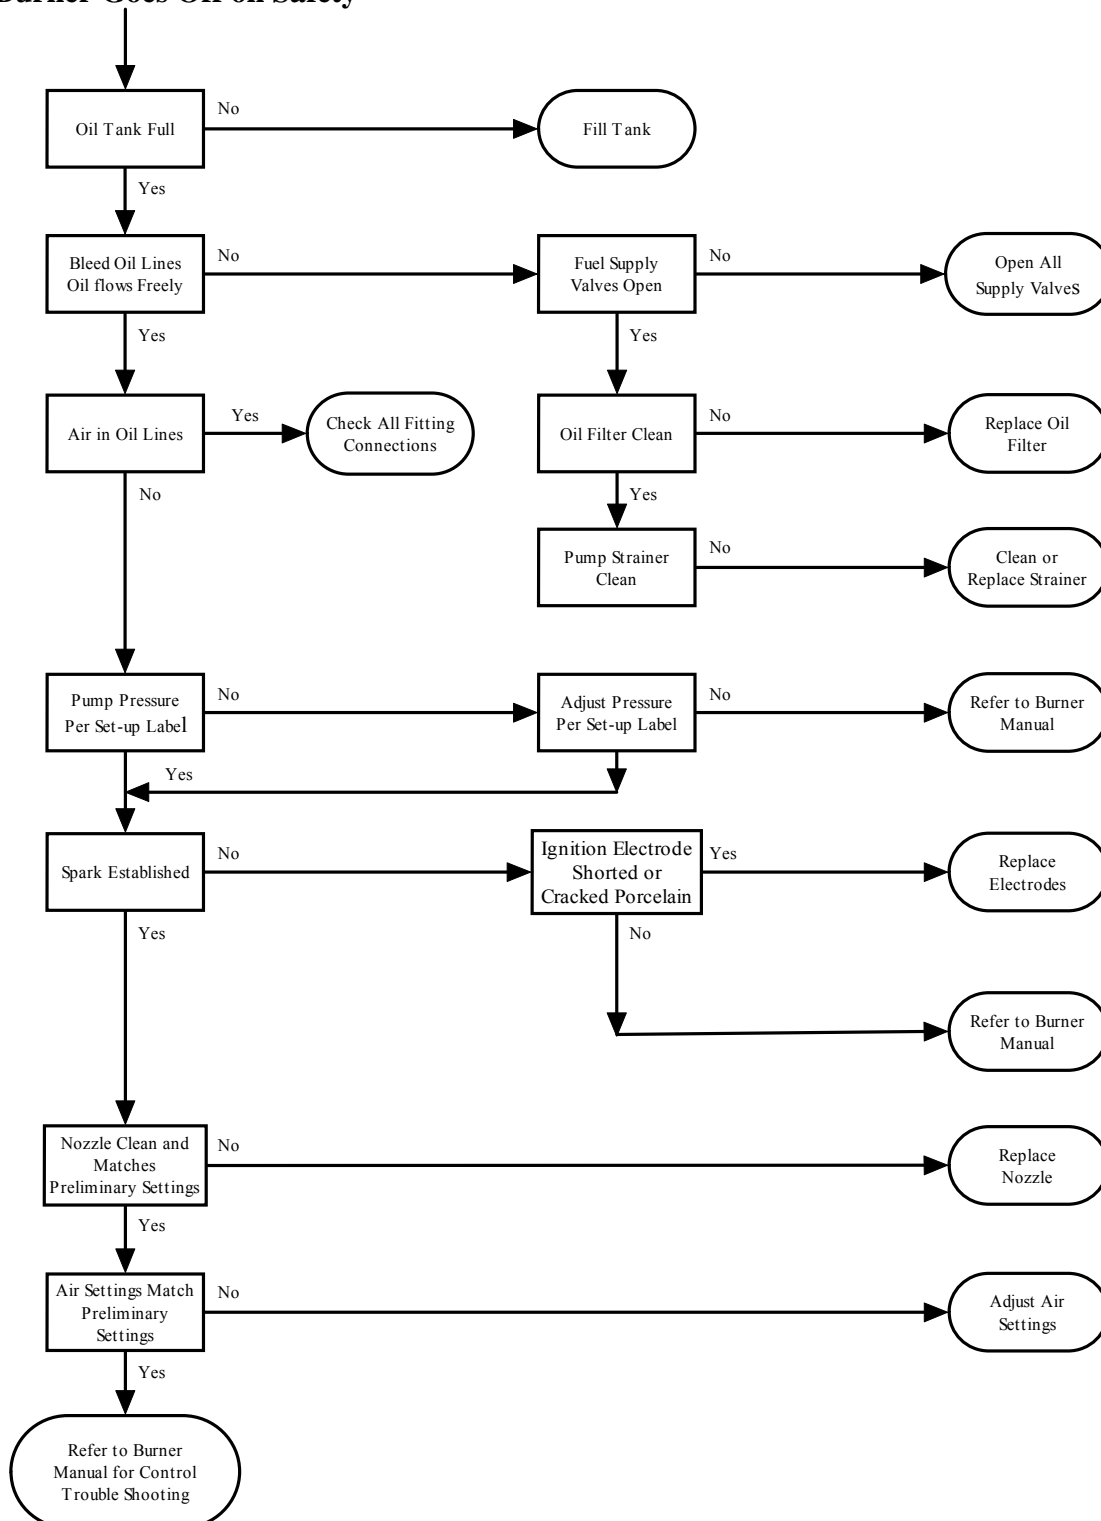 Burner Goes Off on Safety
No
Oil Tank Full
Fill Tank
Yes
No
No
Bleed Oil Lines
Oil flows Freely
Fuel Supply
Valves Open
Open All
Supply Valves
Yes
Yes
Yes
No
Air in Oil Lines
Check All Fitting
Connections
Oil Filter Clean
Replace Oil
Filter
No
Yes
No
Pump Strainer
Clean
Clean or
Replace Strainer
No
No
Pump Pressure
Per Set-up Label
Adjust Pressure
Per Set-up Label
Refer to Burner
Manual
Yes
No
Yes
Spark Established
Ignition Electrode
Shorted or
Cracked Porcelain
Replace
Electrodes
Yes
No
Refer to Burner
Manual
No
Nozzle Clean and
Matches
Preliminary Settings
Replace
Nozzle
Yes
No
Air Settings Match
Preliminary
Settings
Adjust Air
Settings
Yes
Refer to Burner
Manual for Control
Trouble Shooting